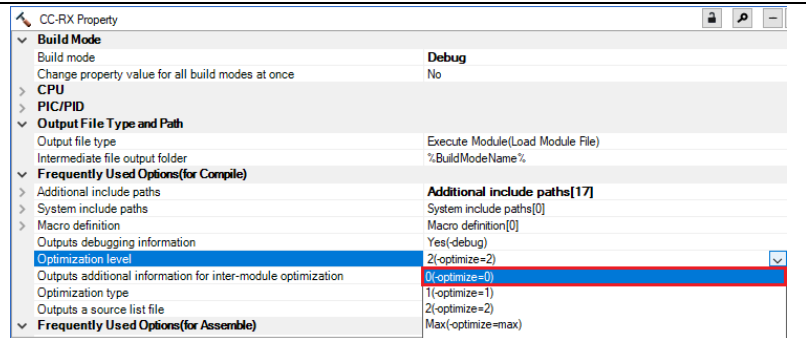 CC-RX Property
Build Mode
Build mode Debug
Change property value for all build modes at once No
CPU
PIC/PID
Output File Type and Path
Output file type Execute Module(Load Module File)
Intermediate file output folder %BuildModeName%
Frequently Used Options(for Compile)
Additional include paths Additional include paths[17]
System include paths System include paths[0]
Macro definition Macro definition[0]
Outputs debugging information Yes(-debug)
Optimization level 2(-optimize=2)
Outputs additional information for inter-module optimization 0(-optimize=0)
Optimization type 1(-optimize=1)
Outputs a source list file 2(-optimize=2)
Frequently Used Options(for Assemble) Max(-optimize=max)